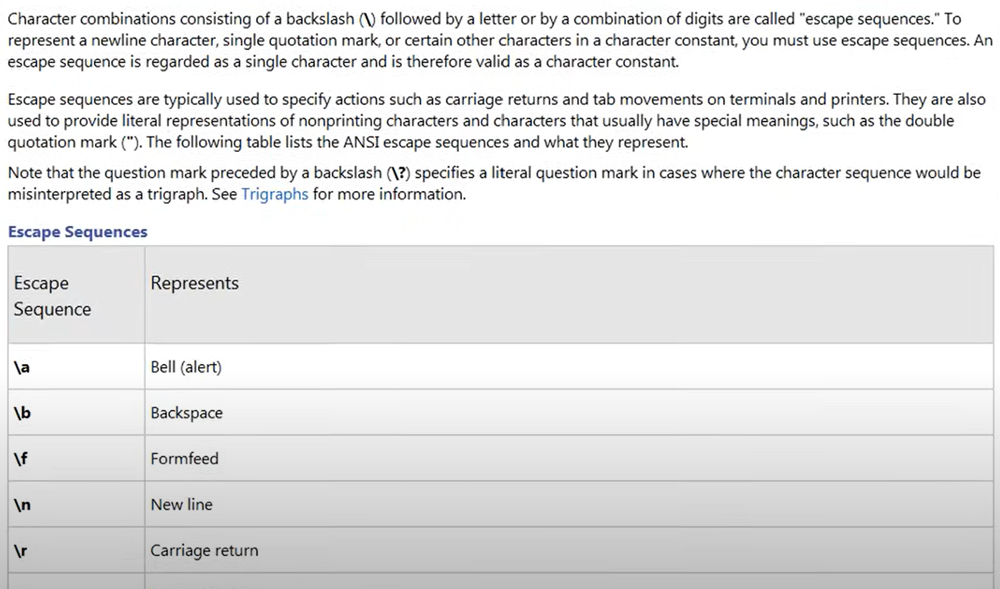 Character combinations consisting of a backslash (\) followed by a letter or by a combination of digits are called "escape sequences." To
represent a newline character, single quotation mark, or certain other characters in a character constant, you must use escape sequences. An
escape sequence is regarded as a single character and is therefore valid as a character constant.
Escape sequences are typically used to specify actions such as carriage returns and tab movements on terminals and printers. They are also
used to provide literal representations of nonprinting characters and characters that usually have special meanings, such as the double
quotation mark ("). The following table lists the ANSI escape sequences and what they represent.
Note that the question mark preceded by a backslash (\?) specifies a literal question mark in cases where the character sequence would be
misinterpreted as a trigraph. See Trigraphs for more information.
Escape Sequences
Escape Represents
Sequence
\a Bell (alert)
\b Backspace
\f Formfeed
\n New line
\r Carriage return